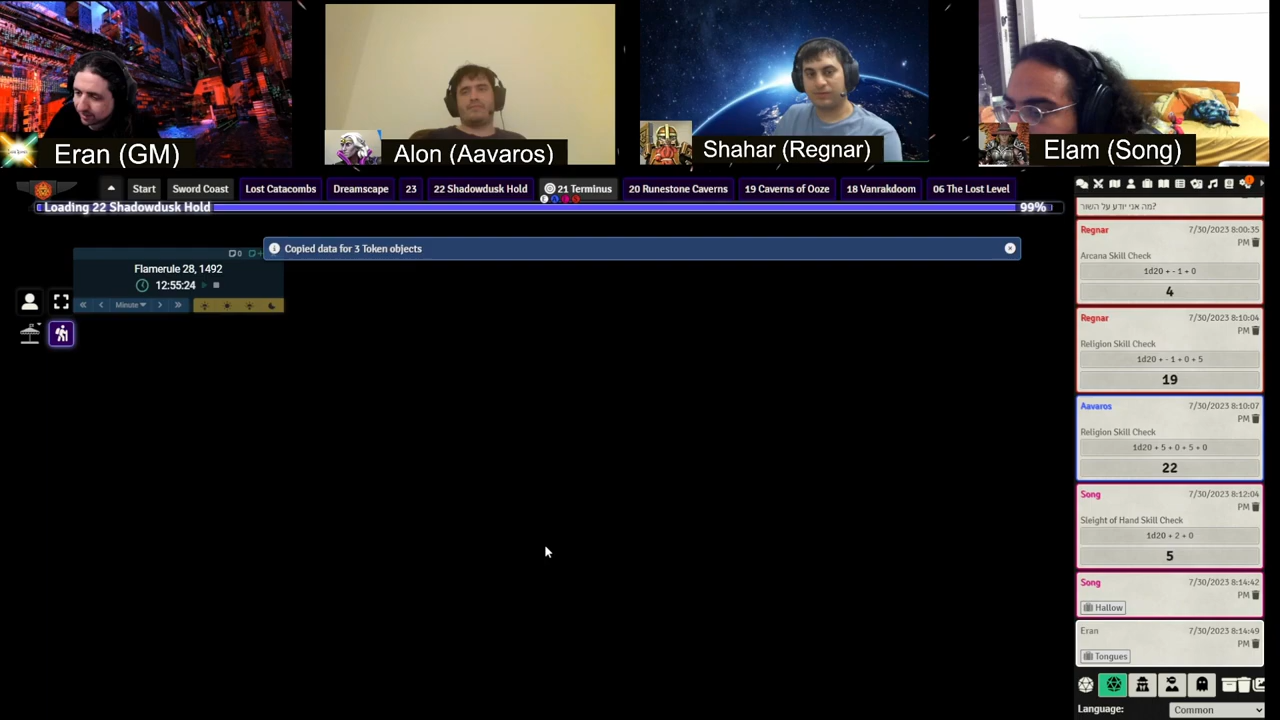 Eran (GM)
Alon (Aavaros)
Shahar (Regnar)
Elam (Song)
Start
Sword Coast
Lost Catacombs
Dreamscape
23
22 Shadowdusk Hold
21 Terminus
20 Runestone Caverns
19 Caverns of Ooze
18 Vanrakdoom
06 The Lost Level
Loading 22 Shadowdusk Hold
99%
Copied data for 3 Token objects
0
Flamerule 28, 1492
12:55:24
Minute
מה אני יודע על השור?
Regnar
7/30/2023 8:00:35
PM
Arcana Skill Check
1d20 + - 1 + 0
4
Regnar
7/30/2023 8:10:04
PM
Religion Skill Check
1d20 + - 1 + 0 + 5
19
Aavaros
7/30/2023 8:10:07
PM
Religion Skill Check
1d20 + 5 + 0 + 5 + 0
22
Song
7/30/2023 8:12:04
PM
Sleight of Hand Skill Check
1d20 + 2 + 0
5
Song
7/30/2023 8:14:42
PM
Hallow
Eran
7/30/2023 8:14:49
PM
Tongues
Language:
Common